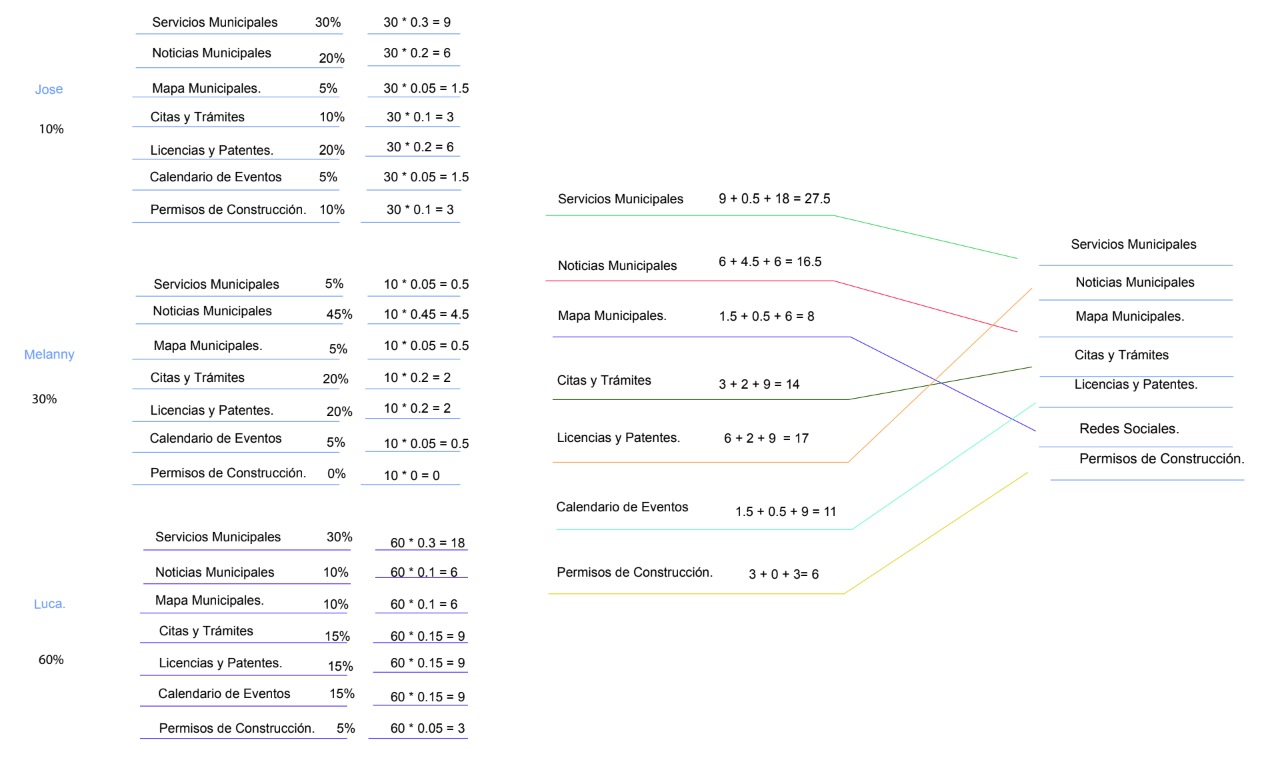 Servicios Municipales 30% 30 * 0.3 = 9
Noticias Municipales 20% 30 * 0.2 = 6
Jose
Mapa Municipales. 5% 30 * 0.05 = 1.5
10%
Citas y Trámites 10% 30 * 0.1 = 3
Licencias y Patentes. 20% 30 * 0.2 = 6
Calendario de Eventos 5% 30 * 0.05 = 1.5
Permisos de Construcción. 10% 30 * 0.1 = 3
Servicios Municipales 5% 10 * 0.05 = 0.5
Noticias Municipales 45% 10 * 0.45 = 4.5
Melanny
Mapa Municipales. 5% 10 * 0.05 = 0.5
30%
Citas y Trámites 20% 10 * 0.2 = 2
Licencias y Patentes. 20% 10 * 0.2 = 2
Calendario de Eventos 5% 10 * 0.05 = 0.5
Permisos de Construcción. 0% 10 * 0 = 0
Servicios Municipales 30% 60 * 0.3 = 18
Noticias Municipales 10% 60 * 0.1 = 6
Luca.
Mapa Municipales. 10% 60 * 0.1 = 6
60%
Citas y Trámites 15% 60 * 0.15 = 9
Licencias y Patentes. 15% 60 * 0.15 = 9
Calendario de Eventos 15% 60 * 0.15 = 9
Permisos de Construcción. 5% 60 * 0.05 = 3
Servicios Municipales 9 + 0.5 + 18 = 27.5
Noticias Municipales 6 + 4.5 + 6 = 16.5
Mapa Municipales. 1.5 + 0.5 + 6 = 8
Citas y Trámites 3 + 2 + 9 = 14
Licencias y Patentes. 6 + 2 + 9 = 17
Calendario de Eventos 1.5 + 0.5 + 9 = 11
Permisos de Construcción. 3 + 0 + 3= 6
Servicios Municipales
Noticias Municipales
Mapa Municipales.
Citas y Trámites
Licencias y Patentes.
Redes Sociales.
Permisos de Construcción.